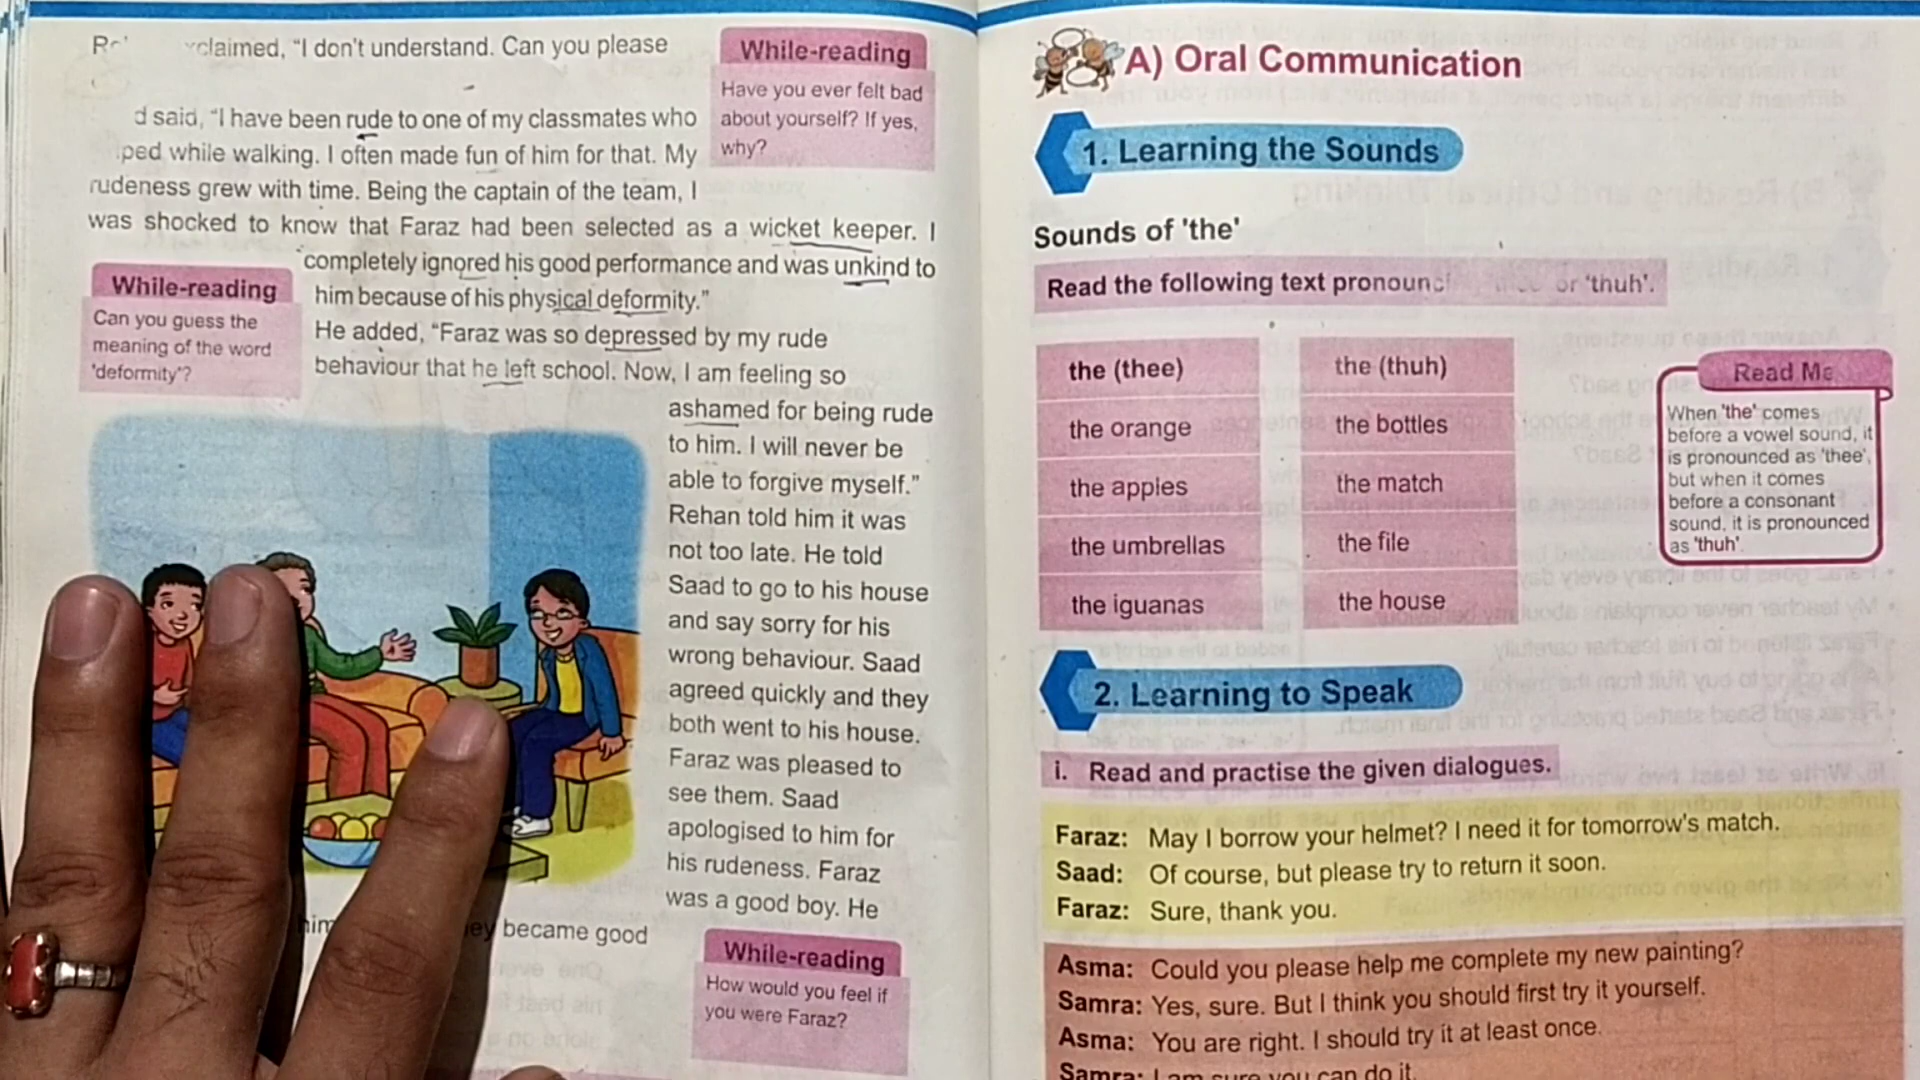 claimed, “I don't understand. Can you please
said, “I have been rude to one of my classmates who
while walking. I often made fun of him for that. My
rudeness grew with time. Being the captain of the team, I
was shocked to know that Faraz had been selected as a wicket keeper. I
completely ignored his good performance and was unkind to
him because of his physical deformity.”
He added, “Faraz was so depressed by my rude
behaviour that he left school. Now, I am feeling so
ashamed for being rude
to him. I will never be
able to forgive myself.”
Rehan told him it was
not too late. He told
Saad to go to his house
and say sorry for his
wrong behaviour. Saad
agreed quickly and they
both went to his house.
Faraz was pleased to
see them. Saad
apologised to him for
his rudeness. Faraz
was a good boy. He
became good
While-reading
Have you ever felt bad
about yourself? If yes,
why?
While-reading
Can you guess the
meaning of the word
'deformity'?
While-reading
How would you feel if
you were Faraz?
A) Oral Communication
1. Learning the Sounds
Sounds of 'the'
Read the following text or 'thuh'.
the (thee) the (thuh)
the orange the bottles
the apples the match
the umbrellas the file
the iguanas the house
Read Me
When 'the' comes
before a vowel sound, it
is pronounced as 'thee',
but when it comes
before a consonant
sound, it is pronounced
as 'thuh'.
2. Learning to Speak
i. Read and practise the given dialogues.
Faraz: May I borrow your helmet? I need it for tomorrow's match.
Saad: Of course, but please try to return it soon.
Faraz: Sure, thank you.
Asma: Could you please help me complete my new painting?
Samra: Yes, sure. But I think you should first try it yourself.
Asma: You are right. I should try it at least once.
Samra: I am sure you can do it.